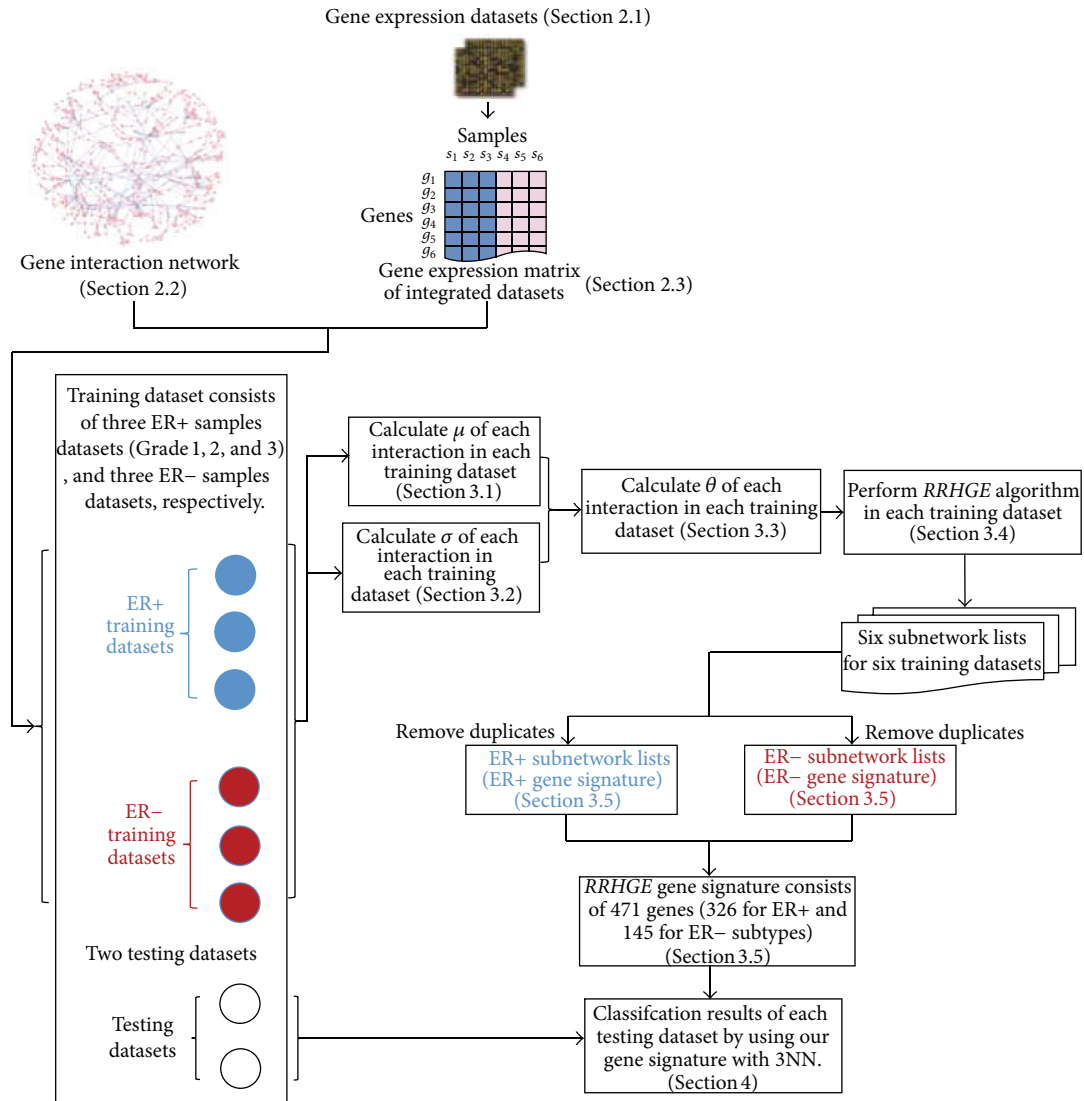 Gene expression datasets (Section 2.1)
Samples
s1 s2 s3 s4 s5 s6
g1
g2
g3
g4
g5
g6
Genes
Gene interaction network
(Section 2.2)
Gene expression matrix
of integrated datasets
(Section 2.3)
Training dataset consists
of three ER+ samples
datasets (Grade 1, 2, and 3)
, and three ER− samples
datasets, respectively.
ER+
training
datasets
ER−
training
datasets
Two testing datasets
Testing
datasets
Calculate μ of each
interaction in each
training dataset
(Section 3.1)
Calculate σ of each
interaction in
each training
dataset (Section 3.2)
Calculate θ of each
interaction in each training
dataset (Section 3.3)
Perform RRHGE algorithm
in each training dataset
(Section 3.4)
Six subnetwork lists
for six training datasets
Remove duplicates
Remove duplicates
ER+ subnetwork lists
(ER+ gene signature)
(Section 3.5)
ER− subnetwork lists
(ER− gene signature)
(Section 3.5)
RRHGE gene signature consists
of 471 genes (326 for ER+ and
145 for ER− subtypes)
(Section 3.5)
Classifcation results of each
testing dataset by using our
gene signature with 3NN.
(Section 4)